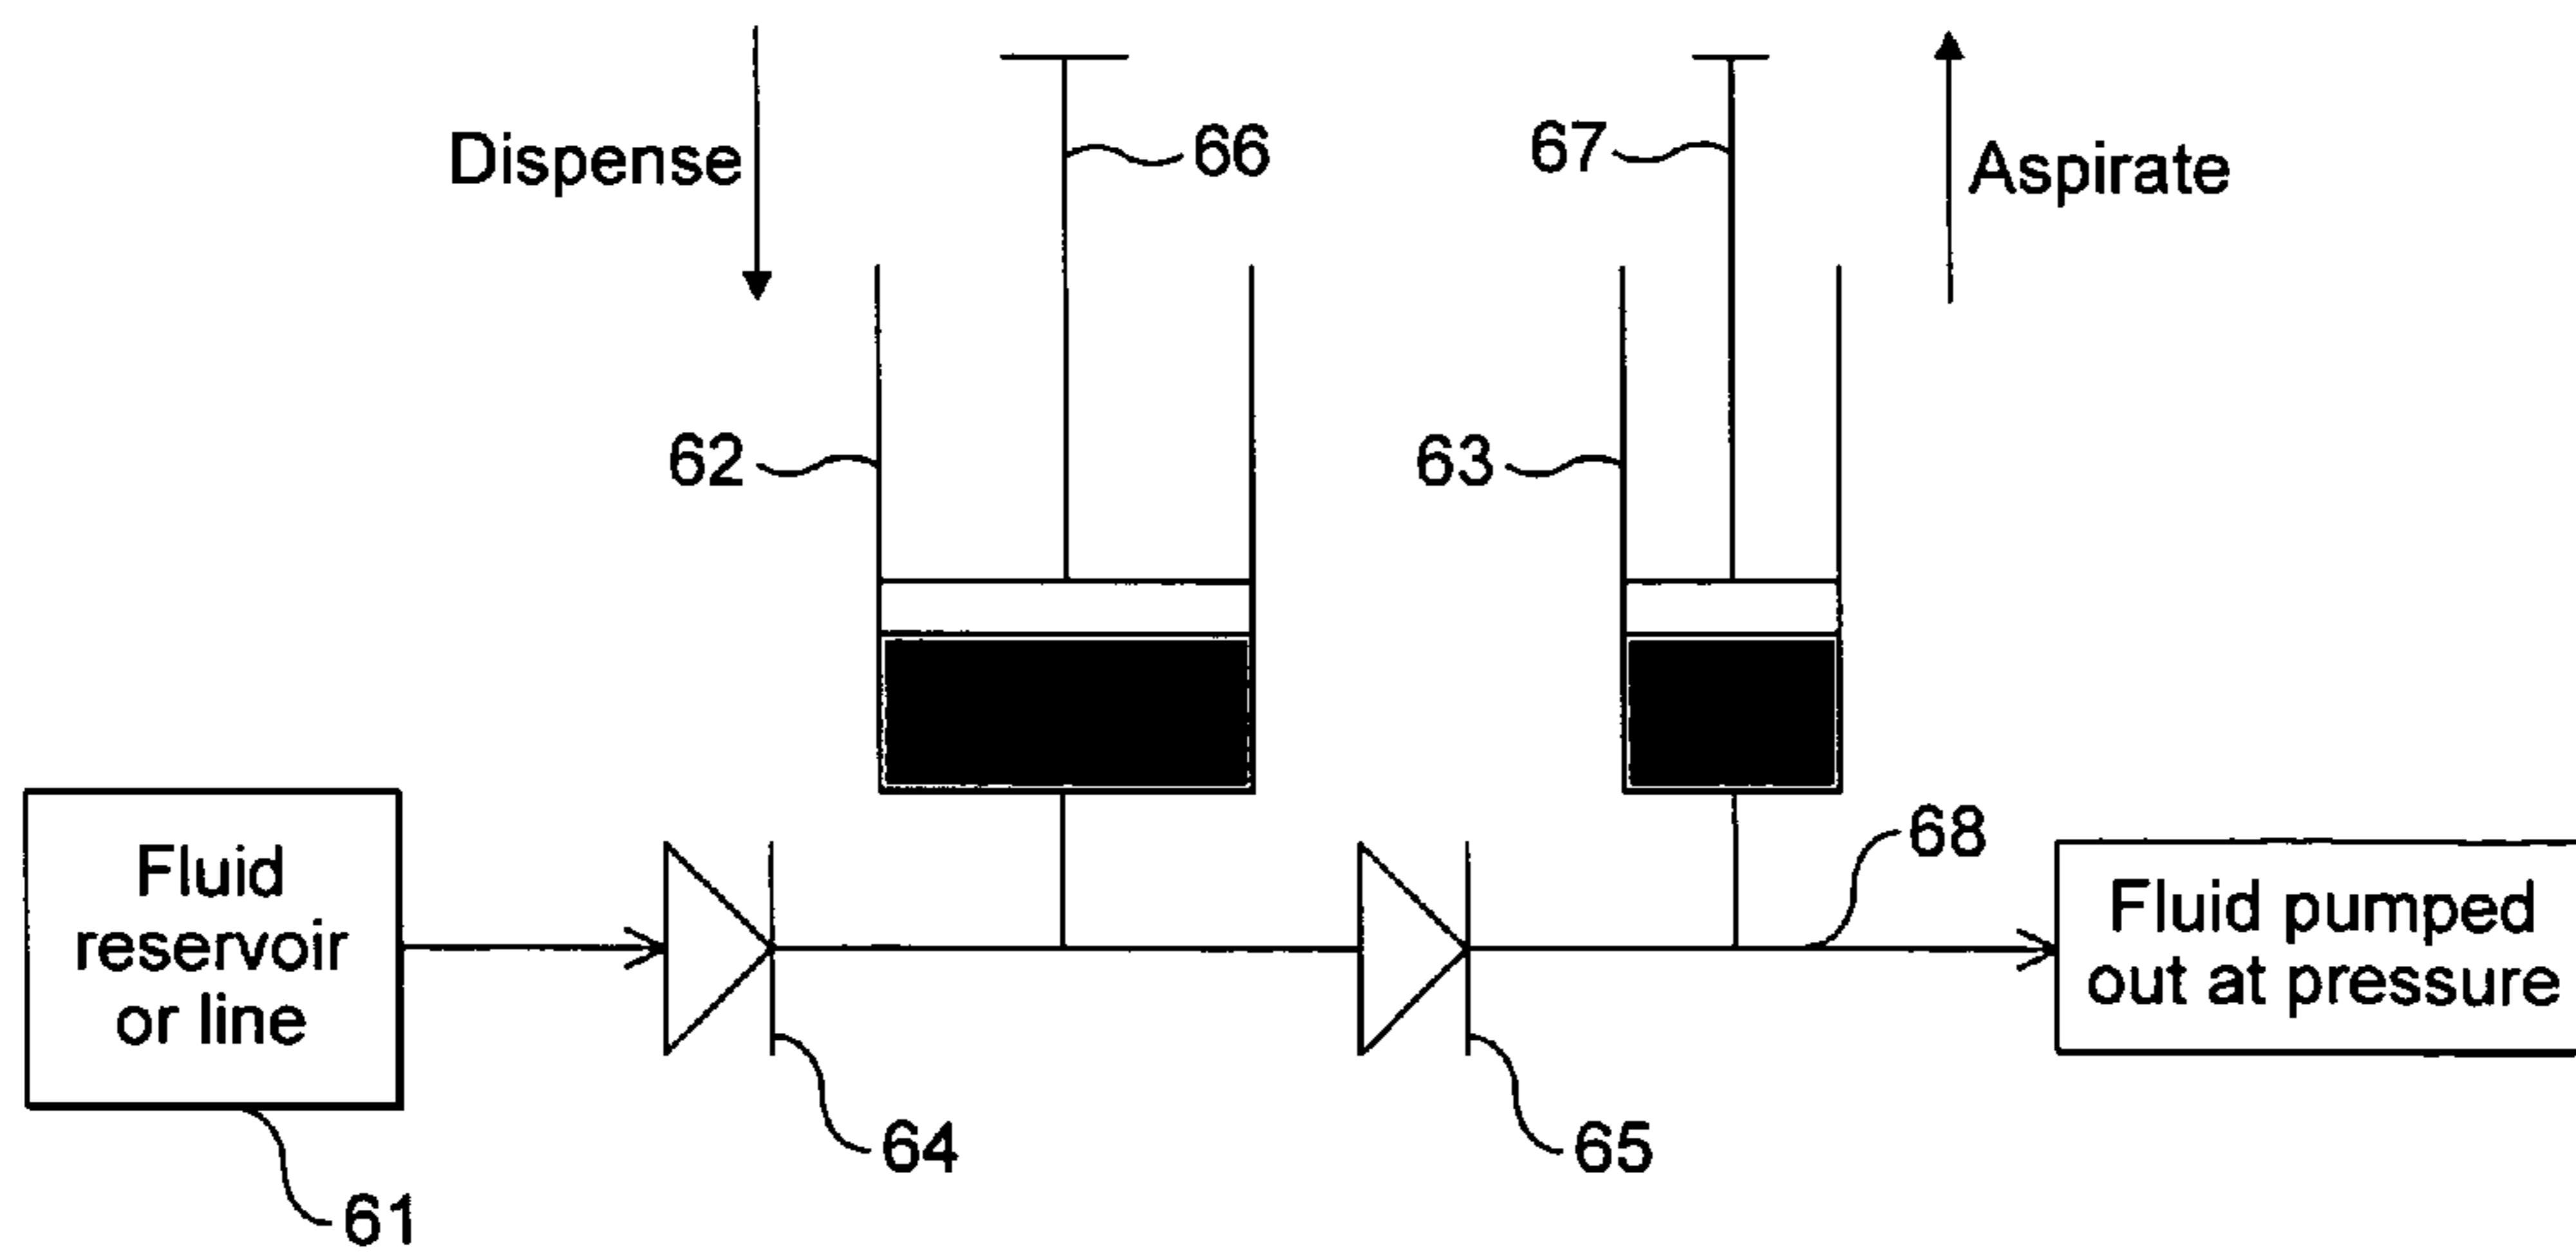 Dispense
66
67
Aspirate
62
63
68
Fluid
reservoir
or line
Fluid pumped
out at pressure
64
65
61